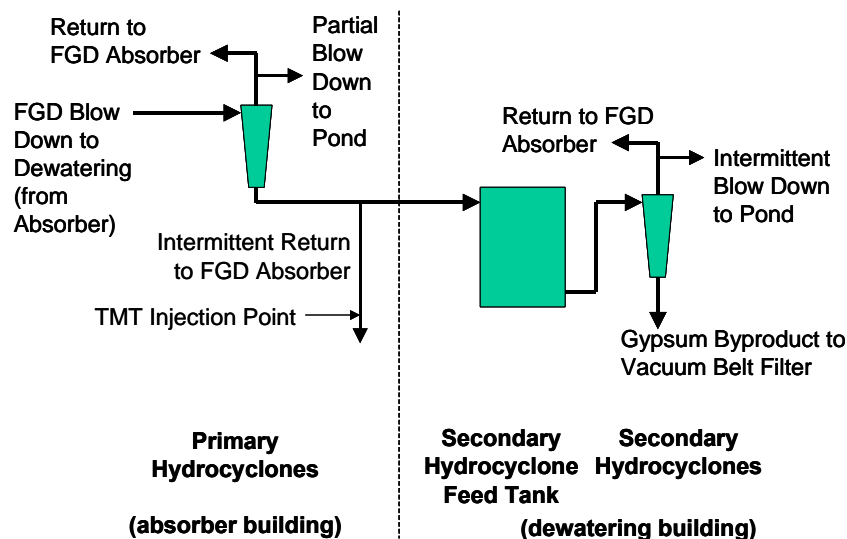 Return to
FGD Absorber
Partial
Blow
Down
to
Pond
FGD Blow
Down to
Dewatering
(from
Absorber)
Return to FGD
Absorber
Intermittent
Blow Down
to Pond
Intermittent Return
to FGD Absorber
TMT Injection Point
Gypsum Byproduct to
Vacuum Belt Filter
Primary
Hydrocyclones
(absorber building)
Secondary
Hydrocyclone
Feed Tank
Secondary
Hydrocyclones
(dewatering building)